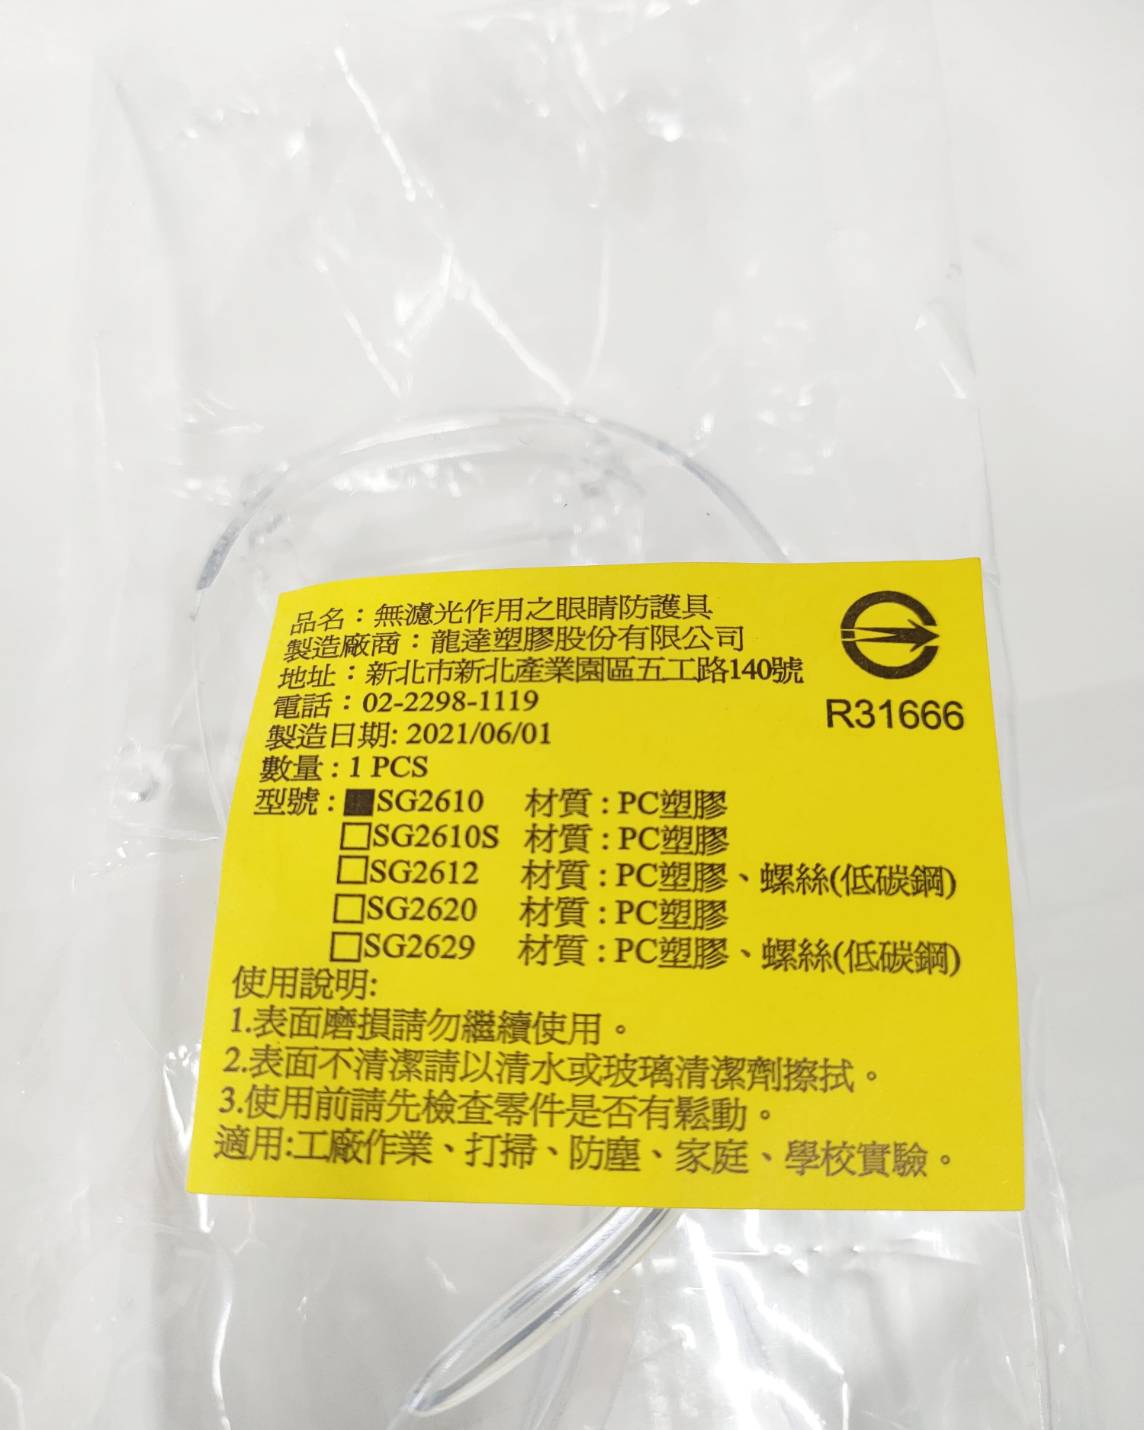 品名：無濾光作用之眼睛防護具
製造廠商：龍達塑膠股份有限公司
地址：新北市新北產業園區五工路140號
電話：02-2298-1119
製造日期: 2021/06/01
數量：1 PCS
型號：■SG2610 材質：PC塑膠
□SG2610S 材質：PC塑膠
□SG2612 材質：PC塑膠、螺絲(低碳鋼)
□SG2620 材質：PC塑膠
□SG2629 材質：PC塑膠、螺絲(低碳鋼)
使用說明:
1.表面磨損請勿繼續使用。
2.表面不清潔請以清水或玻璃清潔劑擦拭。
3.使用前請先檢查零件是否有鬆動。
適用:工廠作業、打掃、防塵、家庭、學校實驗。
R31666